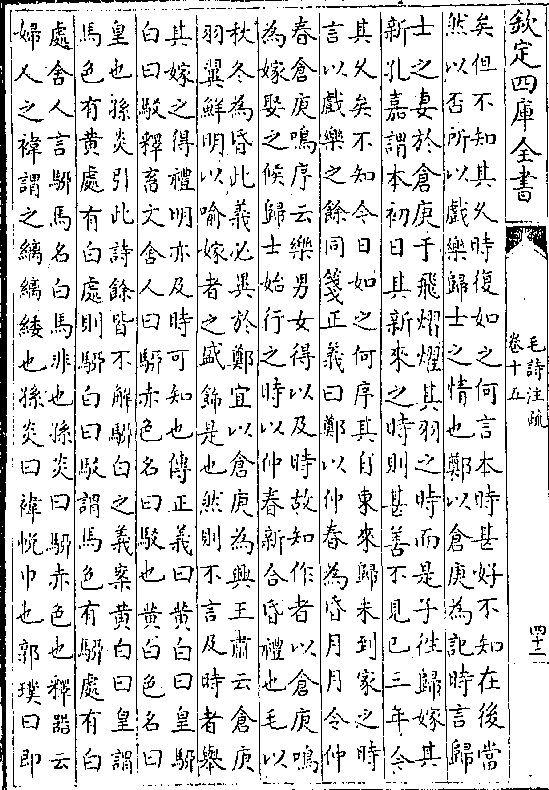 欽定四庫全書
毛詩注疏
卷十五
四十二
矣但不知其久時復如之何言本時甚好不知在後當
然以否所以戲樂歸士之情也鄭以倉庚為記時言歸
士之妻於倉庚于飛熠燿其羽之時而是子往歸嫁其
新孔嘉謂本初日其新來之時則甚善不見已三年今
其久矣不知今日如之何序其自東來歸未到家之時
言以戲樂之餘同箋正義曰鄭以仲春為昏月月令仲
春倉庚鳴序云樂男女得以及時故知作者以倉庚鳴
為嫁娶之候歸士始行之時以仲春新合昏禮也毛以
秋冬為昏此義必異於鄭宜以倉庚為興王肅云倉庚
羽翼鮮明以喻嫁者之盛飾是也然則不言及時者舉
其嫁之得禮明亦及時可知也傳正義曰黃白曰皇駵
白曰駁釋畜文舍人曰駵赤色名曰駁也黃白色名曰
皇也孫炎引此詩餘皆不解駵白之義案黃白曰皇謂
馬色有黃處有白處則駵白曰駁謂馬色有駵處有白
處舍人言駵馬名白馬非也孫炎曰駵赤色也釋器云
婦人之褘謂之縭縭緌也孫炎曰褘帨巾也郭璞曰即